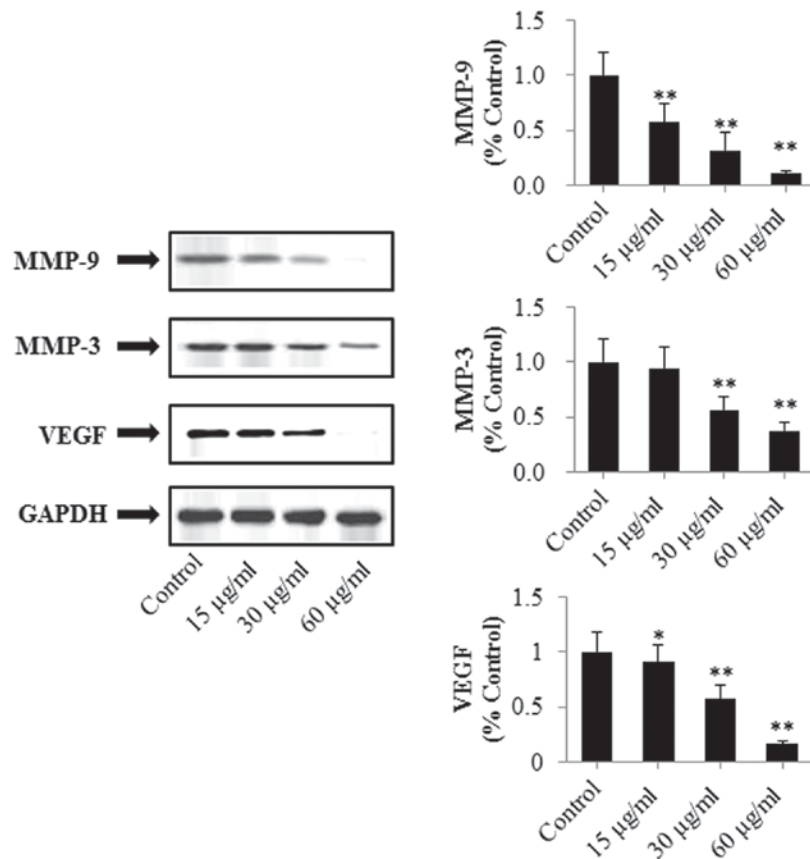 MMP-9
MMP-3
VEGF
GAPDH
Control
15 µg/ml
30 µg/ml
60 µg/ml
MMP-9
(% Control)
1.5
1.0
0.5
0.0
**
**
**
Control
15 µg/ml
30 µg/ml
60 µg/ml
MMP-3
(% Control)
1.5
1.0
0.5
0.0
**
**
Control
15 µg/ml
30 µg/ml
60 µg/ml
VEGF
(% Control)
1.5
1
0.5
0
*
**
**
Control
15 µg/ml
30 µg/ml
60 µg/ml